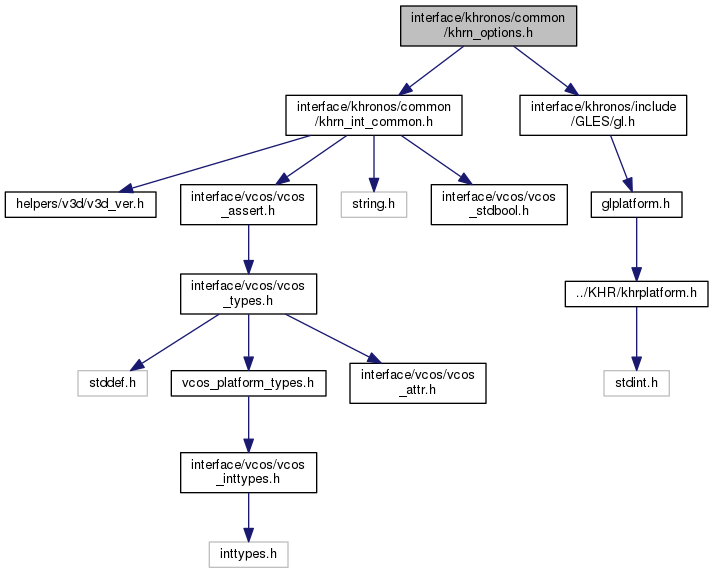 interface/khronos/common
/khrn_options.h
interface/khronos/common
/khrn_int_common.h
interface/khronos/include
/GLES/gl.h
helpers/v3d/v3d_ver.h
interface/vcos/vcos
_assert.h
string.h
interface/vcos/vcos
_stdbool.h
glplatform.h
interface/vcos/vcos
_types.h
../KHR/khrplatform.h
stddef.h
vcos_platform_types.h
interface/vcos/vcos
_attr.h
stdint.h
interface/vcos/vcos
_inttypes.h
inttypes.h